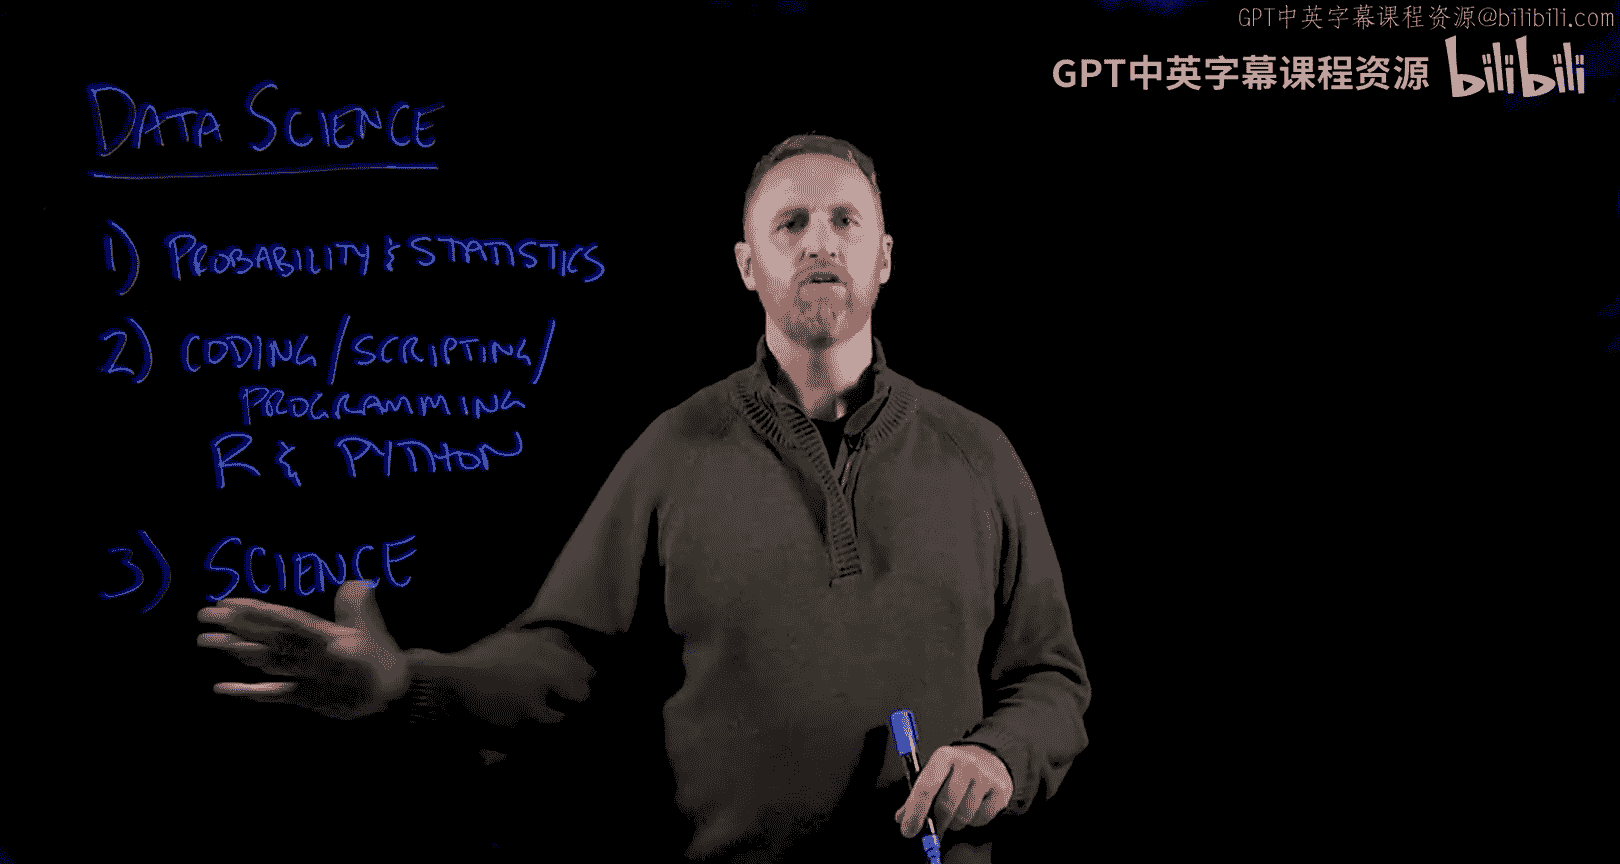 GPT中英字幕课程资源@bilibili.com
GPT中英字幕课程资源 bilibili
DATA SCIENCE
1) PROBABILITY & STATISTICS
2) CODING/SCRIPTING/
PROGRAMMING
R & PYTHON
3) SCIENCE